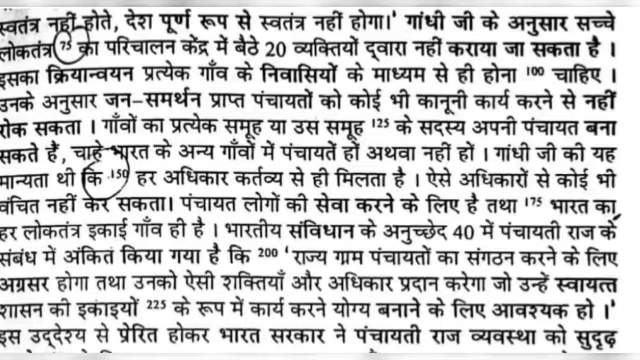 स्वतंत्र नहीं होते, देश पूर्ण रूप से स्वतंत्र नहीं होगा।' गांधी जी के अनुसार सच्चे
लोकतंत्र 75 का परिचालन केंद्र में बैठे 20 व्यक्तियों द्वारा नहीं कराया जा सकता है ।
इसका क्रियान्वयन प्रत्येक गाँव के निवासियों के माध्यम से ही होना 100 चाहिए ।
उनके अनुसार जन-समर्थन प्राप्त पंचायतों को कोई भी कानूनी कार्य करने से नहीं
रोक सकता । गाँवों का प्रत्येक समूह या उस समूह 125 के सदस्य अपनी पंचायत बना
सकते हैं, चाहे भारत के अन्य गांवों में पंचायतें हों अथवा नहीं हों । गांधी जी की यह
मान्यता थी कि 150 हर अधिकार कर्तव्य से ही मिलता है । ऐसे अधिकारों से कोई भी
वंचित नहीं कर सकता। पंचायत लोगों की सेवा करने के लिए है तथा 175 भारत का
हर लोकतंत्र इकाई गाँव ही है । भारतीय संविधान के अनुच्छेद 40 में पंचायती राज के
संबंध में अंकित किया गया है कि 200 ' राज्य ग्राम पंचायतों का संगठन करने के लिए
अग्रसर होगा तथा उनको ऐसी शक्तियाँ और अधिकार प्रदान करेगा जो उन्हें स्वायत्त
शासन की इकाइयों 225 के रूप में कार्य करने योग्य बनाने के लिए आवश्यक हो ।'
इस उद्देश्य से प्रेरित होकर भारत सरकार ने पंचायती राज व्यवस्था को सुदृढ़